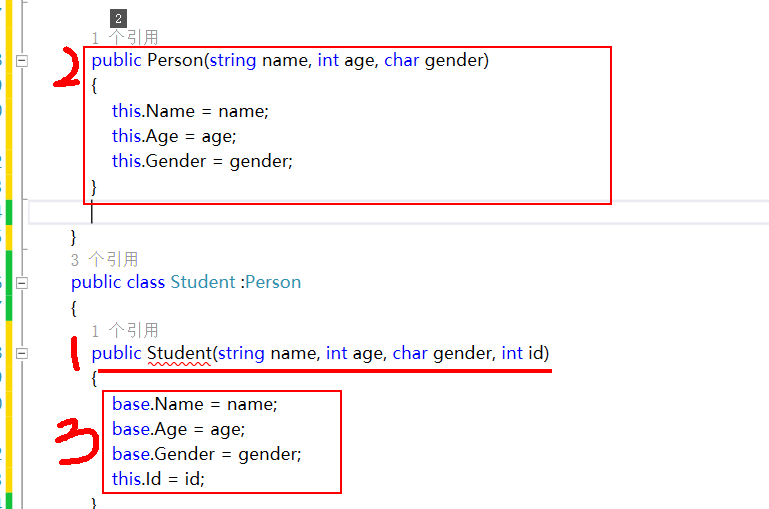 2
1 个引用
2
public Person(string name, int age, char gender)
{
this.Name = name;
this.Age = age;
this.Gender = gender;
}
}
3 个引用
public class Student :Person
{
1 个引用
1
public Student(string name, int age, char gender, int id)
{
3
base.Name = name;
base.Age = age;
base.Gender = gender;
this.Id = id;
}